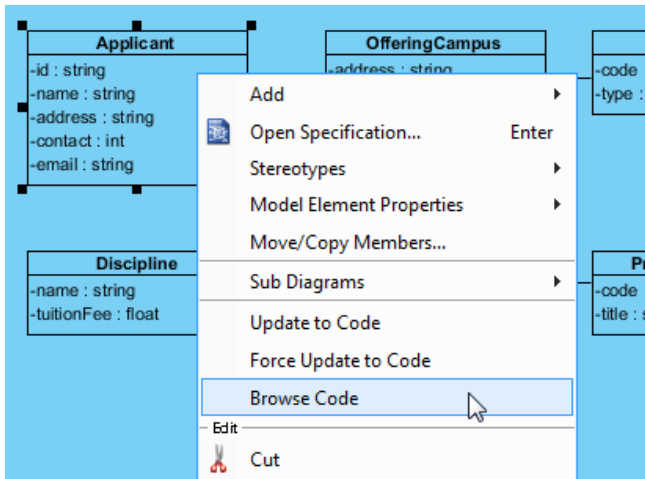 Applicant
-id : string
-name : string
-address : string
-contact : int
-email : string
OfferingCampus
-address : string
-code
-type :
Discipline
-name : string
-tuitionFee : float
-code
-title :
Add
Open Specification... Enter
Stereotypes
Model Element Properties
Move/Copy Members...
Sub Diagrams
Update to Code
Force Update to Code
Browse Code
Edit
Cut